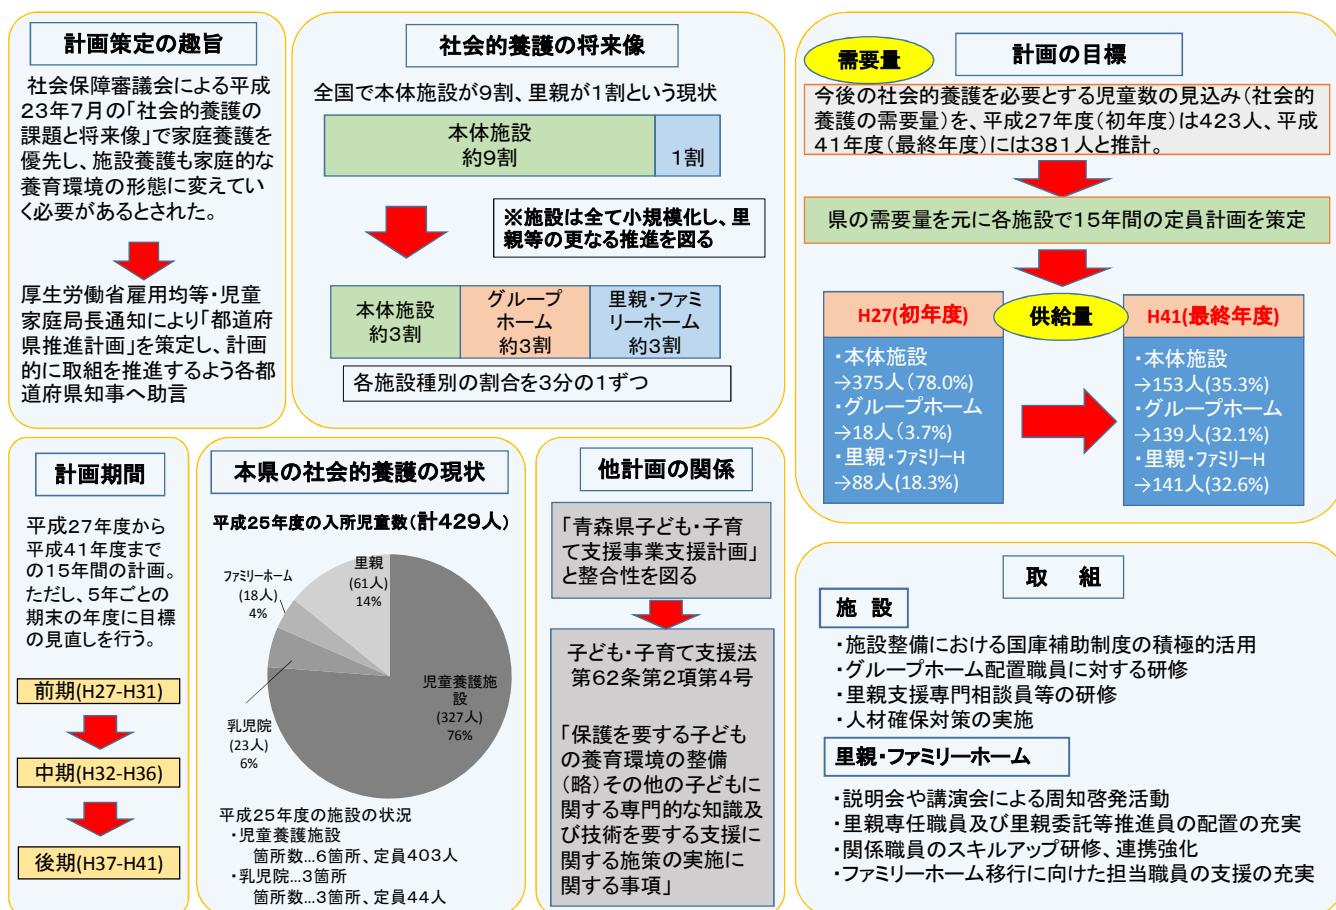 計画策定の趣旨
社会保障審議会による平成
23年7月の「社会的養護の
課題と将来像」で家庭養護を
優先し、施設養護も家庭的な
養育環境の形態に変えてい
く必要があるとされた。
厚生労働省雇用均等・児童
家庭局長通知により「都道府
県推進計画」を策定し、計画
的に取組を推進するよう各都
道府県知事へ助言
社会的養護の将来像
全国で本体施設が9割、里親が1割という現状
本体施設
約9割
1割
※施設は全て小規模化し、里
親等の更なる推進を図る
本体施設
約3割
グループ
ホーム
約3割
里親・ファミ
リーホーム
約3割
各施設種別の割合を3分の1ずつ
需要量
計画の目標
今後の社会的養護を必要とする児童数の見込み(社会的
養護の需要量)を、平成27年度(初年度)は423人、平成
41年度(最終年度)には381人と推計。
県の需要量を元に各施設で15年間の定員計画を策定
H27(初年度)
供給量
H41(最終年度)
・本体施設
→375人(78.0%)
・グループホーム
→18人(3.7%)
・里親・ファミリーH
→88人(18.3%)
・本体施設
→153人(35.3%)
・グループホーム
→139人(32.1%)
・里親・ファミリーH
→141人(32.6%)
計画期間
平成27年度から
平成41年度まで
の15年間の計画。
ただし、5年ごとの
期末の年度に目標
の見直しを行う。
前期(H27-H31)
中期(H32-H36)
後期(H37-H41)
本県の社会的養護の現状
平成25年度の入所児童数(計429人)
里親
(61人)
14%
ファミリーホーム
(18人)
4%
乳児院
(23人)
6%
児童養護施
設
(327人)
76%
平成25年度の施設の状況
・児童養護施設
箇所数…6箇所、定員403人
・乳児院…3箇所
箇所数…3箇所、定員44人
他計画の関係
「青森県子ども・子育
て支援事業支援計画」
と整合性を図る
子ども・子育て支援法
第62条第2項第4号
「保護を要する子ども
の養育環境の整備
(略)その他の子どもに
関する専門的な知識及
び技術を要する支援に
関する施策の実施に
関する事項」
取 組
施 設
・施設整備における国庫補助制度の積極的活用
・グループホーム配置職員に対する研修
・里親支援専門相談員等の研修
・人材確保対策の実施
里親・ファミリーホーム
・説明会や講演会による周知啓発活動
・里親専任職員及び里親委託等推進員の配置の充実
・関係職員のスキルアップ研修、連携強化
・ファミリーホーム移行に向けた担当職員の支援の充実